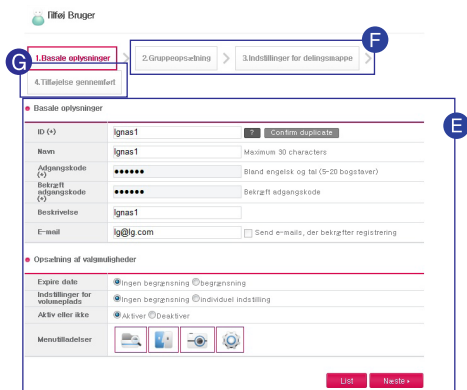 Tilføj Bruger
F
G
1.Basale oplysninger
2.Gruppeopsætning
3.Indstillinger for delingsmappe
4.Tilføjelse gennemført
E
Basale oplysninger
ID (*) lgnas1 ? Confirm duplicate
Navn lgnas1 Maximum 30 characters
Adgangskode (*) ●●●●●● Bland engelsk og tal (5-20 bogstaver)
Bekræft adgangskode (*) ●●●●●● Bekræft adgangskode
Beskrivelse lgnas1
E-mail lg@lg.com Send e-mails, der bekræfter registrering
Opsætning af valgmuligheder
Expire date Ingen begrænsning begrænsning
Indstillinger for volumeplads Ingen begrænsning individuel indstilling
Aktiv eller ikke Aktiver Deaktiver
Menutilladelser
List Næste